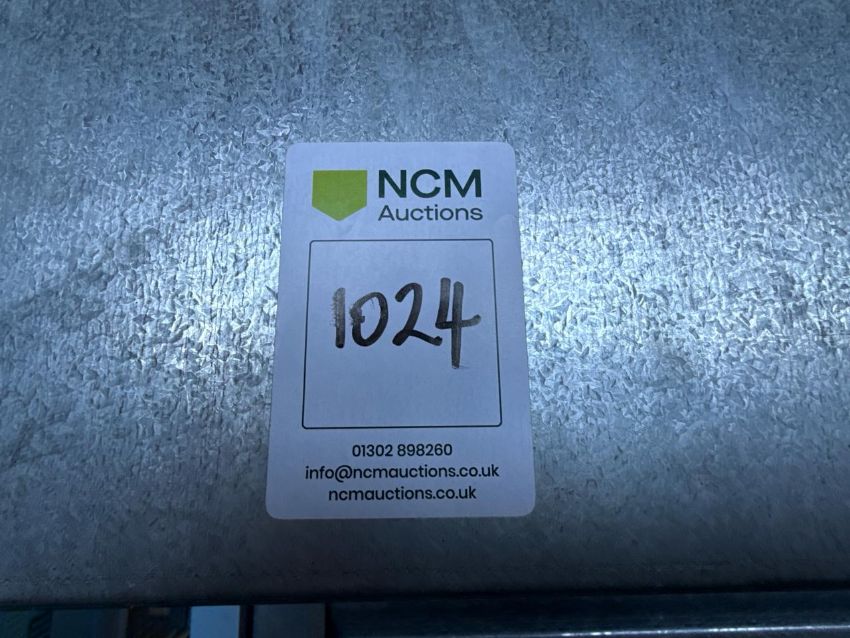 NCM
Auctions
1024
01302 898260
info@ncmauctions.co.uk
ncmauctions.co.uk